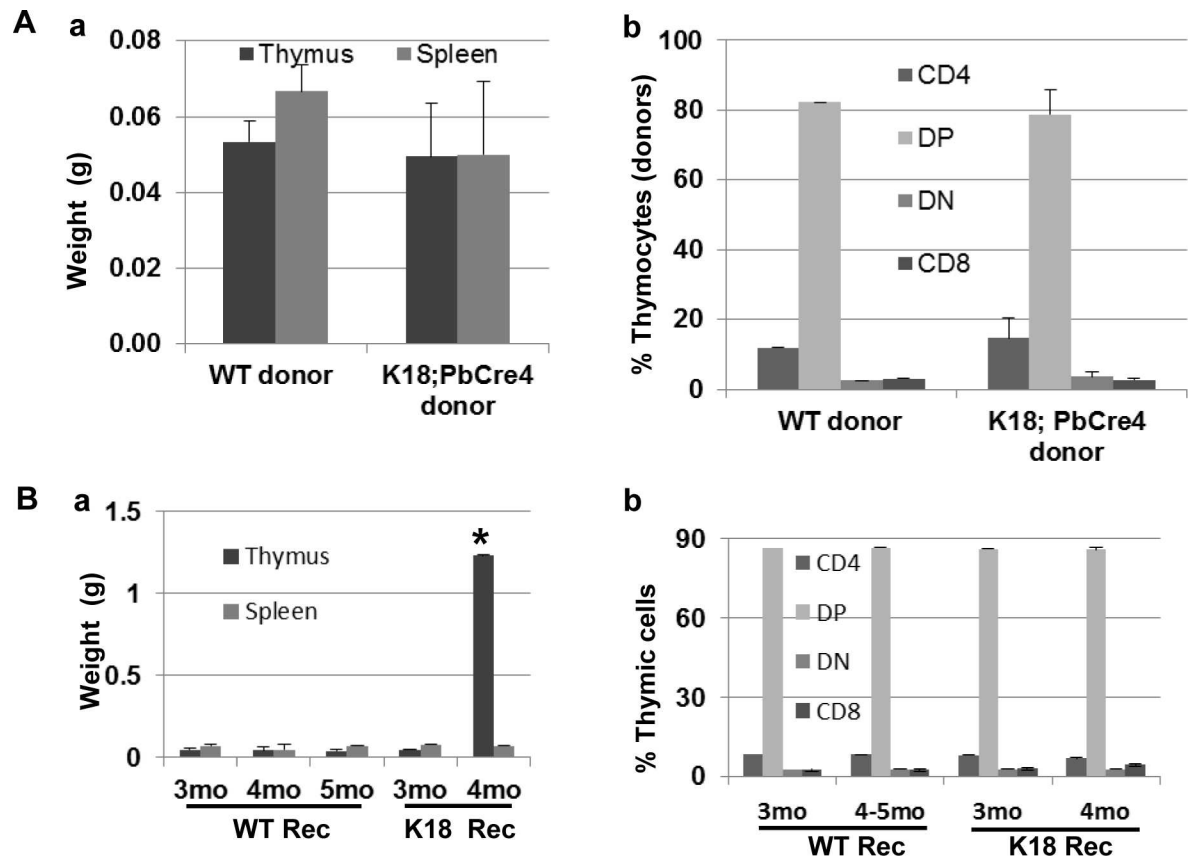 A a b
0.08
0.06
0.04
0.02
0.00
Weight (g)
Thymus Spleen
WT donor K18;PbCre4
donor
100
80
60
40
20
0
% Thymocytes (donors)
CD4
DP
DN
CD8
WT donor K18; PbCre4
donor
B a b
1.5
1
0.5
0
Weight (g)
Thymus
Spleen
*
3mo 4mo 5mo 3mo 4mo
WT Rec K18 Rec
90
60
30
0
% Thymic cells
CD4
DP
DN
CD8
3mo 4-5mo 3mo 4mo
WT Rec K18 Rec